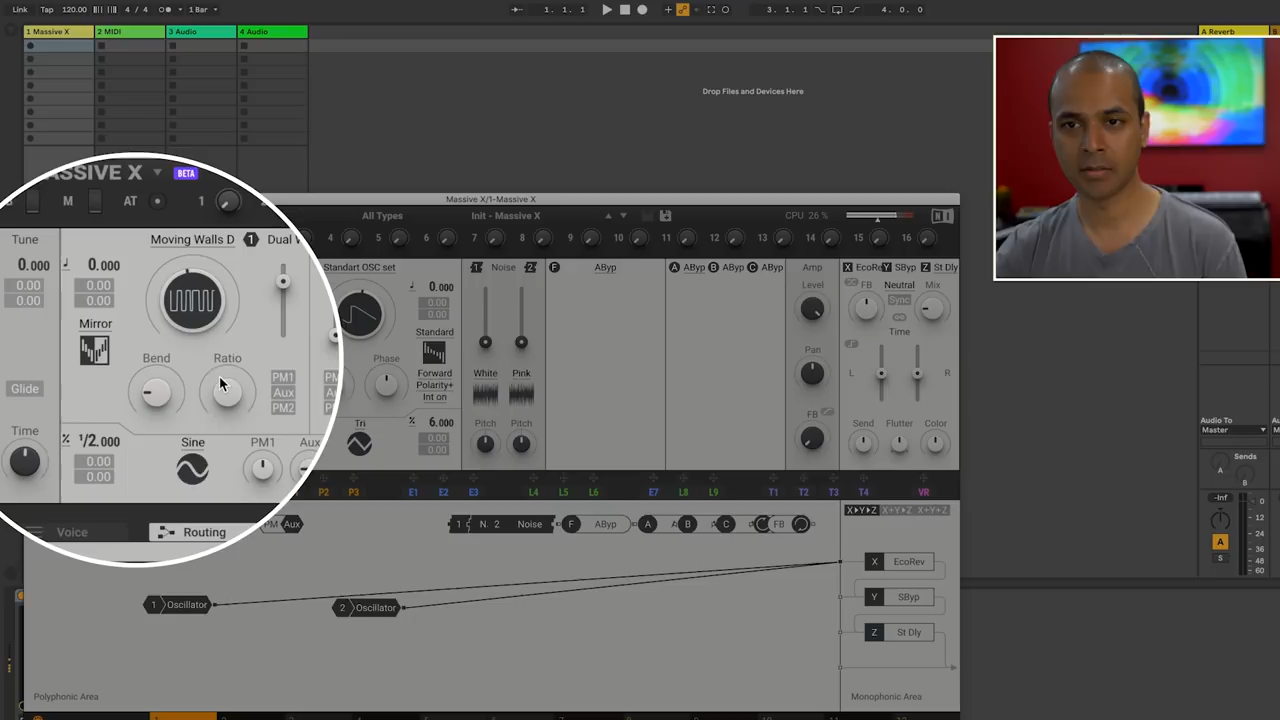 Link Tap 120.00 4 / 4 1 Bar
1. 1. 1
3. 1. 1 4. 0. 0
1 Massive X 2 MIDI 3 Audio 4 Audio
A Reverb
Drop Files and Devices Here
ASSIVE X BETA
M AT 1
Massive X/1-Massive X
All Types Init - Massive X CPU 26 %
4 5 6 7 8 9 10 11 12 13 14 15 16
Tune Moving Walls D 1 Dual
Standart OSC set 1 Noise 2 F AByp A AByp B AByp C AByp Amp X EcoRe Y SByp Z St Dly
0.000 0.000
0.00 0.00
0.00 0.00
0.000
0.00
0.00
Level FB Neutral Mix
Sync
Mirror
Standard
Time
Bend Ratio
Phase
White Pink
Forward
Polarity+
Int on
Pan
L R
Glide
PM1
Aux
PM2
Time 1/2.000 Sine PM1 Aux
0.00
0.00
Tri 6.000
0.00
0.00
Pitch Pitch
FB
Send Flutter Color
P2 P3 E1 E2 E3 L4 L5 L6 E7 L8 L9 T1 T2 T3 T4 VR
Voice Routing
PM Aux 1 N. 2 Noise F AByp A B C FB
X▸Y▸Z X+Y▸Z X+Y+Z
X EcoRev
Y SByp
Z St Dly
1 Oscillator 2 Oscillator
Polyphonic Area Monophonic Area
Audio To
Master
Sends
A B
-Inf 0
12
24
36
48
60
A
S